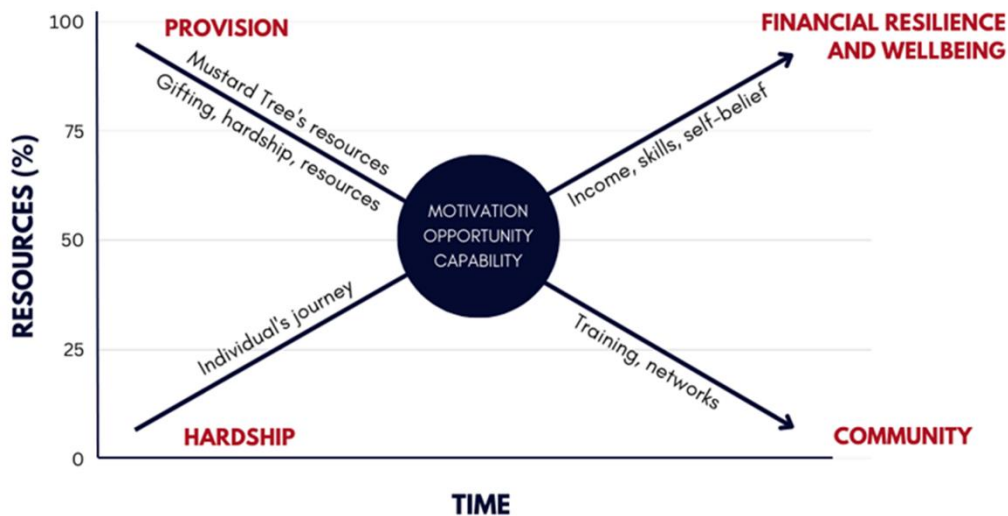 100
PROVISION
FINANCIAL RESILIENCE
AND WELLBEING
Mustard Tree's resources
Gifting, hardship, resources
Income, skills, self-belief
75
MOTIVATION
OPPORTUNITY
CAPABILITY
50
RESOURCES (%)
Individual's journey
Training, networks
25
HARDSHIP
COMMUNITY
0
TIME